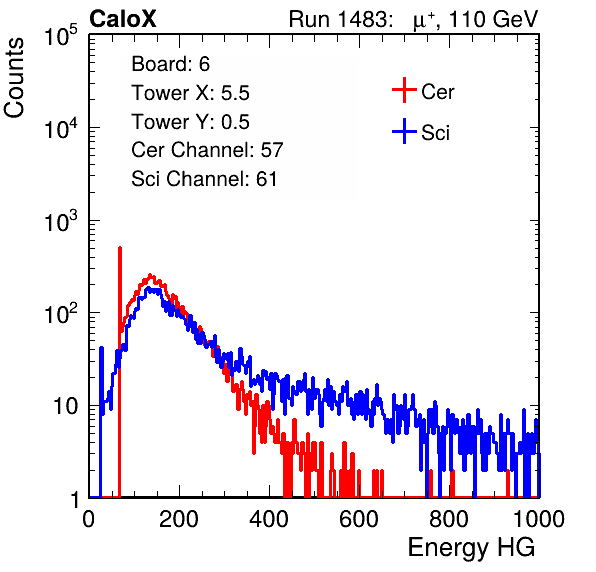 CaloX Run 1483: μ⁺, 110 GeV
Board: 6
Tower X: 5.5
Tower Y: 0.5
Cer Channel: 57
Sci Channel: 61
Cer
Sci
Counts
10⁵
10⁴
10³
10²
10
1
0 200 400 600 800 1000
Energy HG